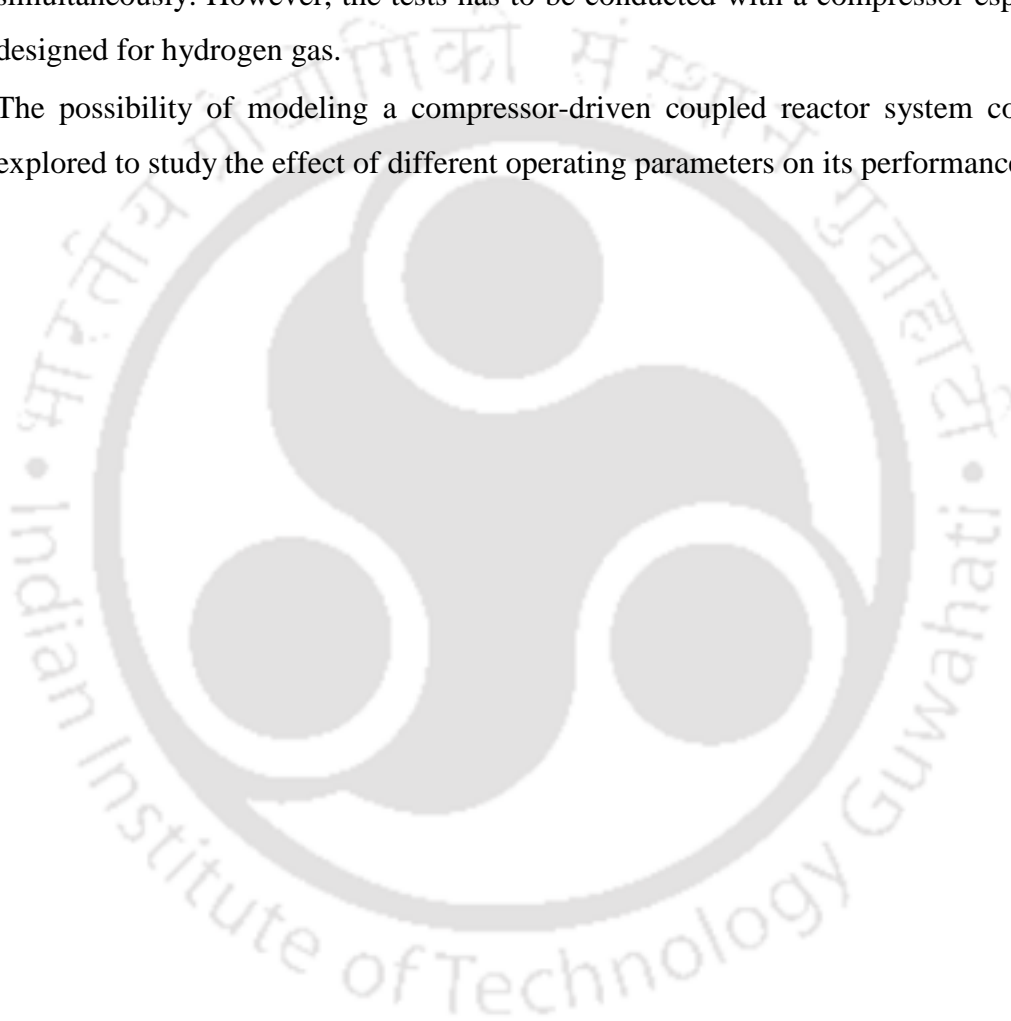 simultaneously. However, the tests has to be conducted with a compressor esp
designed for hydrogen gas.
The possibility of modeling a compressor-driven coupled reactor system co
explored to study the effect of different operating parameters on its performance
भारतीय प्रौद्योगिकी संस्थान गुवाहाटी
Indian Institute of Technology Guwahati